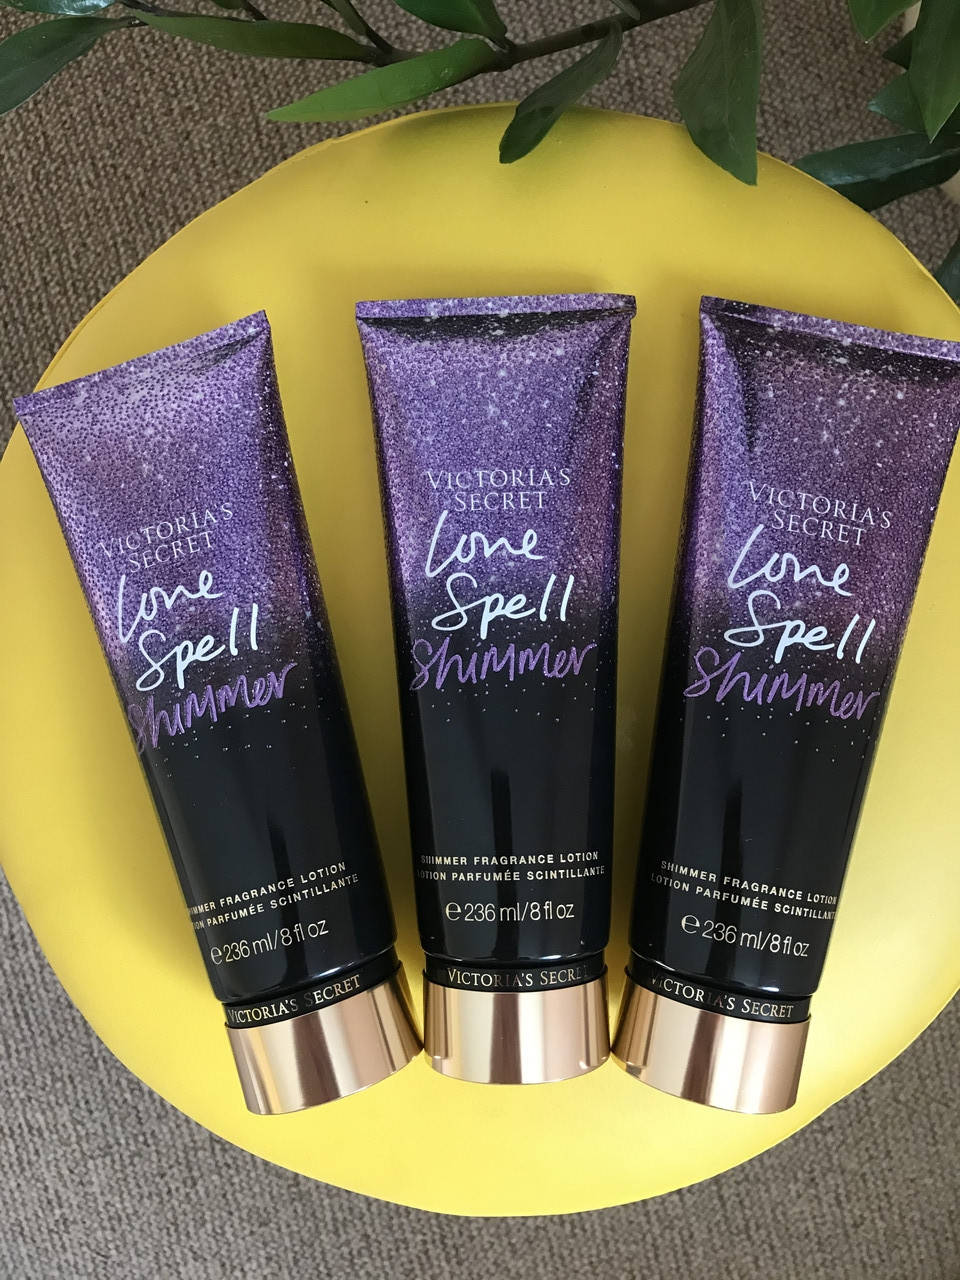 VICTORIA'S
SECRET
Love
Spell
Shimmer
SHIMMER FRAGRANCE LOTION
LOTION PARFUMÉE SCINTILLANTE
℮ 236 ml/8 fl oz
VICTORIA'S SECRET
VICTORIA'S
SECRET
Love
Spell
Shimmer
SHIMMER FRAGRANCE LOTION
LOTION PARFUMÉE SCINTILLANTE
℮ 236 ml/8 fl oz
VICTORIA'S SECRET
VICTORIA'S
SECRET
Love
Spell
Shimmer
SHIMMER FRAGRANCE LOTION
LOTION PARFUMÉE SCINTILLANTE
℮ 236 ml/8 fl oz
VICTORIA'S SECRET